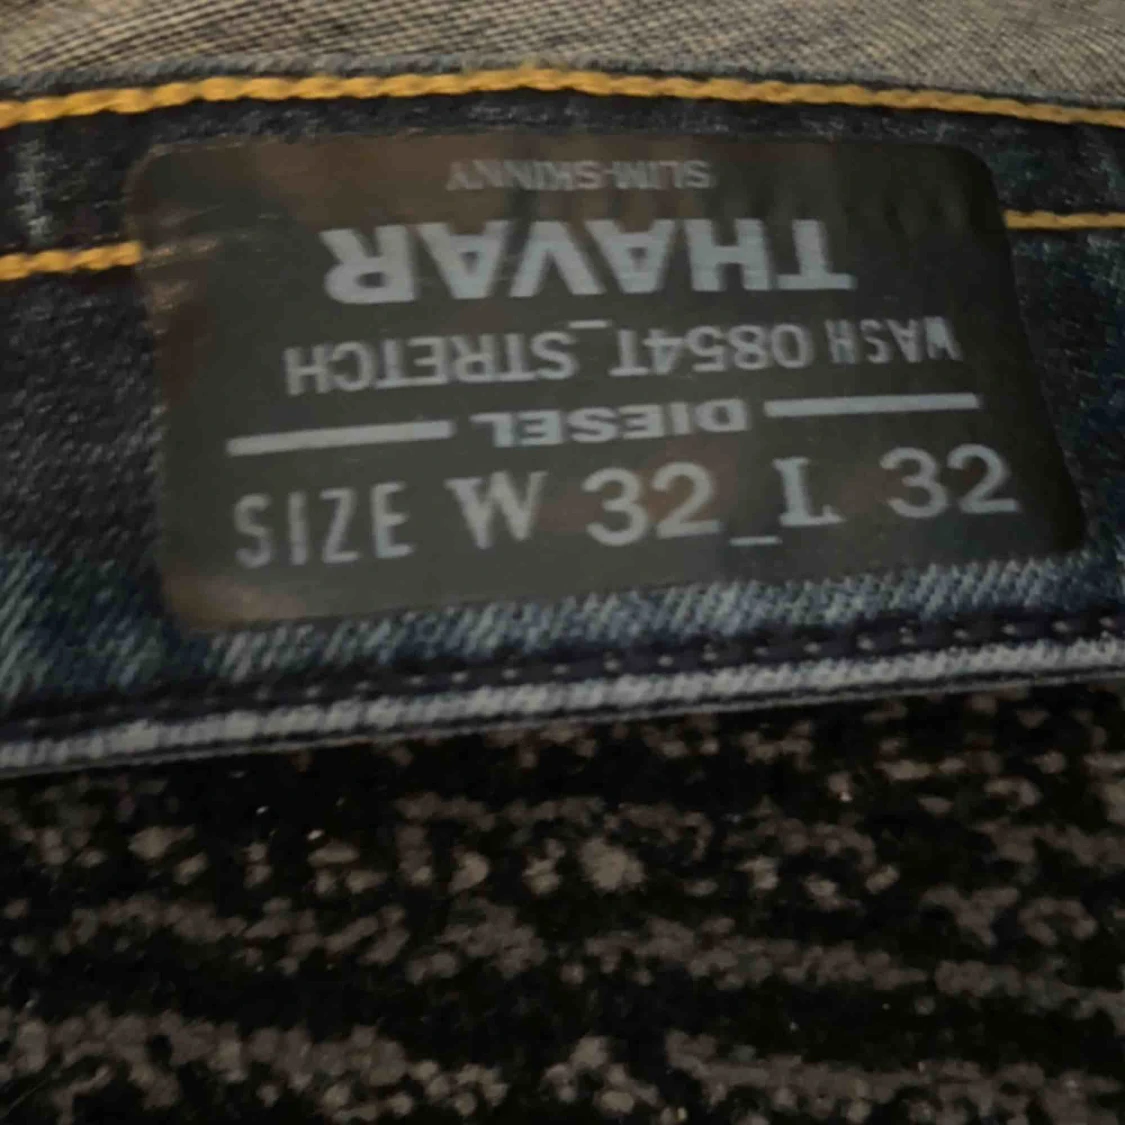 SLIM-SKINNY
THAVAR
WASH 0854T_STRETCH
DIESEL
SIZE W 32_L 32